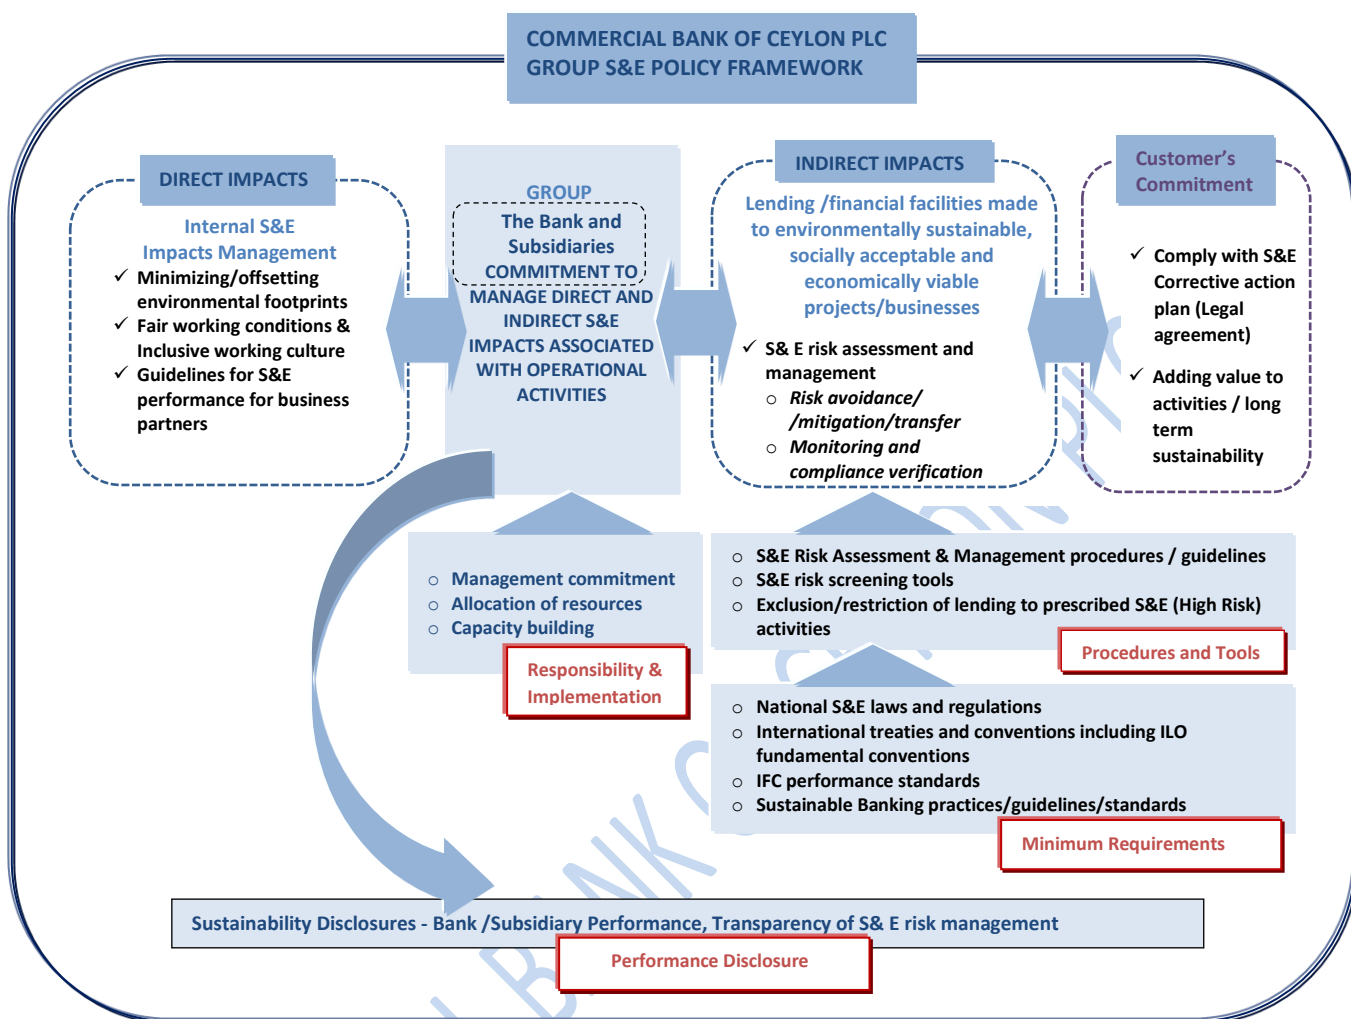 COMMERCIAL BANK OF CEYLON PLC
GROUP S&E POLICY FRAMEWORK
DIRECT IMPACTS
Internal S&E
Impacts Management
✓ Minimizing/offsetting
environmental footprints
✓ Fair working conditions &
Inclusive working culture
✓ Guidelines for S&E
performance for business
partners
GROUP
The Bank and
Subsidiaries
COMMITMENT TO
MANAGE DIRECT AND
INDIRECT S&E
IMPACTS ASSOCIATED
WITH OPERATIONAL
ACTIVITIES
INDIRECT IMPACTS
Lending /financial facilities made
to environmentally sustainable,
socially acceptable and
economically viable
projects/businesses
✓ S& E risk assessment and
management
o Risk avoidance/
/mitigation/transfer
o Monitoring and
compliance verification
Customer's
Commitment
✓ Comply with S&E
Corrective action
plan (Legal
agreement)
✓ Adding value to
activities / long
term
sustainability
o Management commitment
o Allocation of resources
o Capacity building
Responsibility &
Implementation
o S&E Risk Assessment & Management procedures / guidelines
o S&E risk screening tools
o Exclusion/restriction of lending to prescribed S&E (High Risk)
activities
Procedures and Tools
o National S&E laws and regulations
o International treaties and conventions including ILO
fundamental conventions
o IFC performance standards
o Sustainable Banking practices/guidelines/standards
Minimum Requirements
Sustainability Disclosures - Bank /Subsidiary Performance, Transparency of S& E risk management
Performance Disclosure
BANK